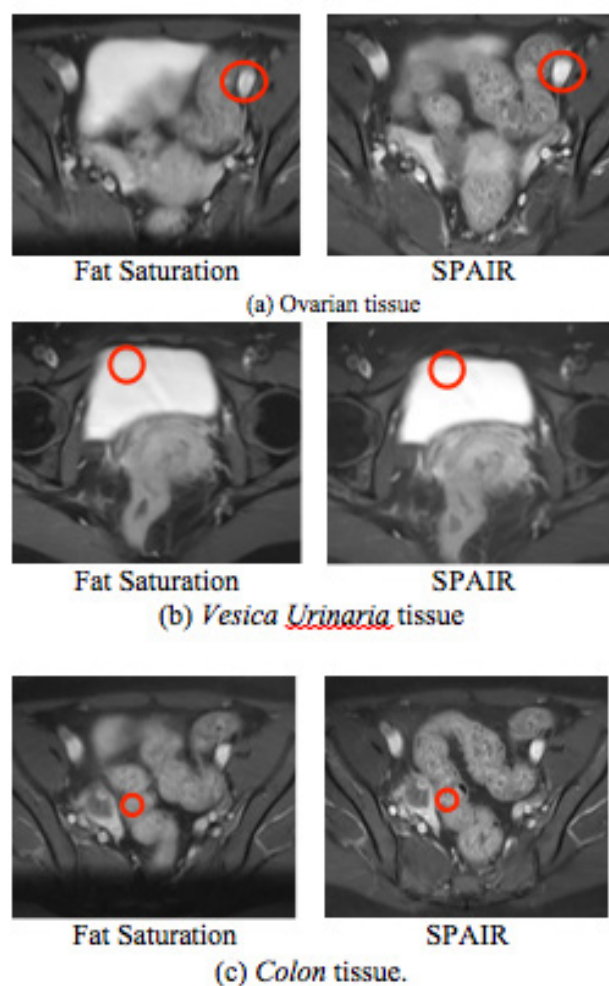 Fat Saturation SPAIR
(a) Ovarian tissue
Fat Saturation SPAIR
(b) Vesica Urinaria tissue
Fat Saturation SPAIR
(c) Colon tissue.